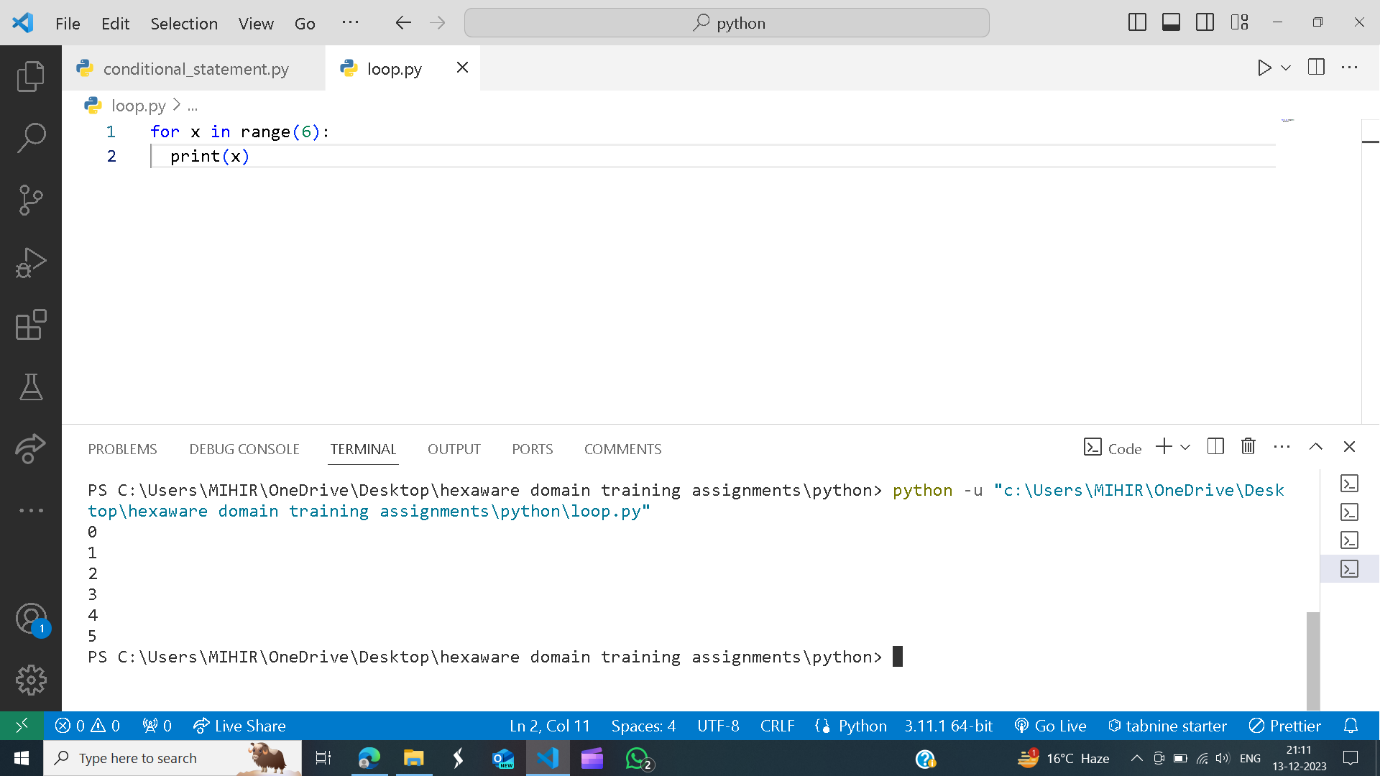 File Edit Selection View Go ... python
conditional_statement.py loop.py
loop.py > ...
1 for x in range(6):
2 print(x)
PROBLEMS DEBUG CONSOLE TERMINAL OUTPUT PORTS COMMENTS Code
PS C:\Users\MIHIR\OneDrive\Desktop\hexaware domain training assignments\python> python -u "c:\Users\MIHIR\OneDrive\Desk
top\hexaware domain training assignments\python\loop.py"
0
1
2
3
4
5
PS C:\Users\MIHIR\OneDrive\Desktop\hexaware domain training assignments\python>
1
0 0 0 Live Share Ln 2, Col 11 Spaces: 4 UTF-8 CRLF Python 3.11.1 64-bit Go Live tabnine starter Prettier
Type here to search NEW 2 1 16°C Haze ENG 21:11
13-12-2023